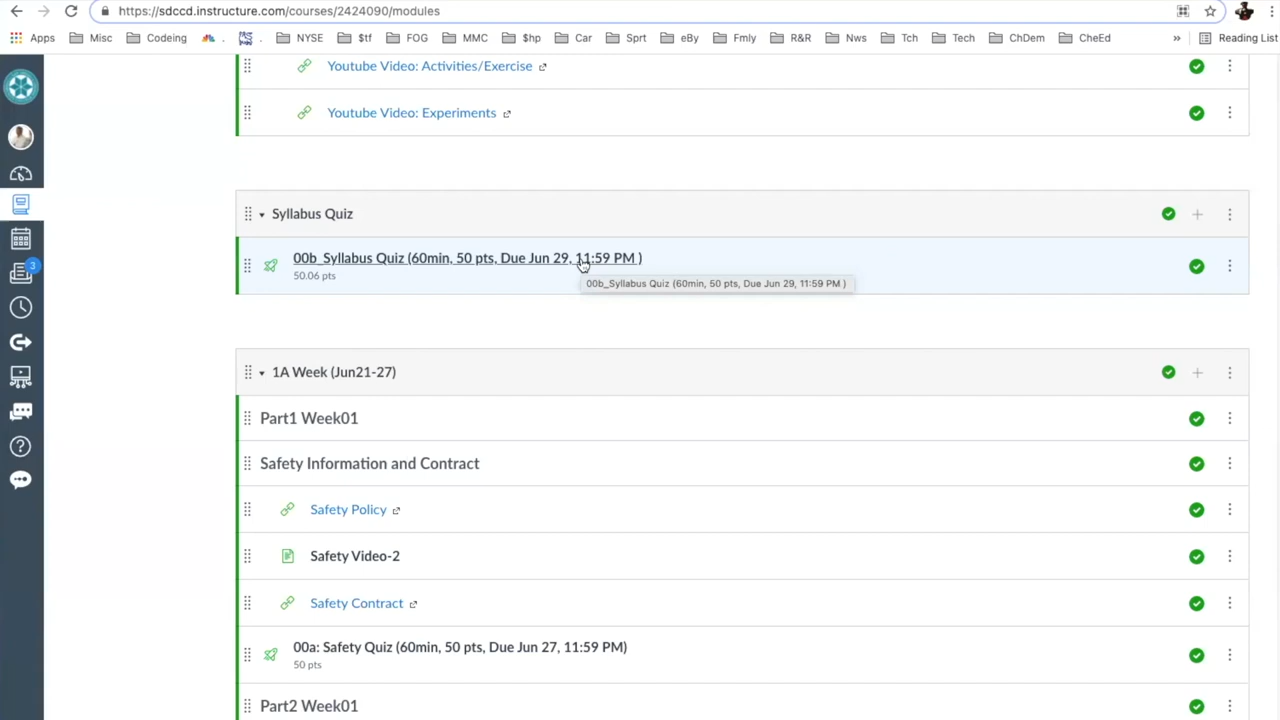 https://sdccd.instructure.com/courses/2424090/modules
Apps Misc Codeing . . NYSE $tf FOG MMC $hp Car Sprt eBy Fmly R&R Nws Tch Tech ChDem CheEd » Reading List
Youtube Video: Activities/Exercise
Youtube Video: Experiments
Syllabus Quiz
00b_Syllabus Quiz (60min, 50 pts, Due Jun 29, 11:59 PM )
50.06 pts
00b_Syllabus Quiz (60min, 50 pts, Due Jun 29, 11:59 PM )
3
1A Week (Jun21-27)
Part1 Week01
Safety Information and Contract
Safety Policy
Safety Video-2
Safety Contract
00a: Safety Quiz (60min, 50 pts, Due Jun 27, 11:59 PM)
50 pts
Part2 Week01